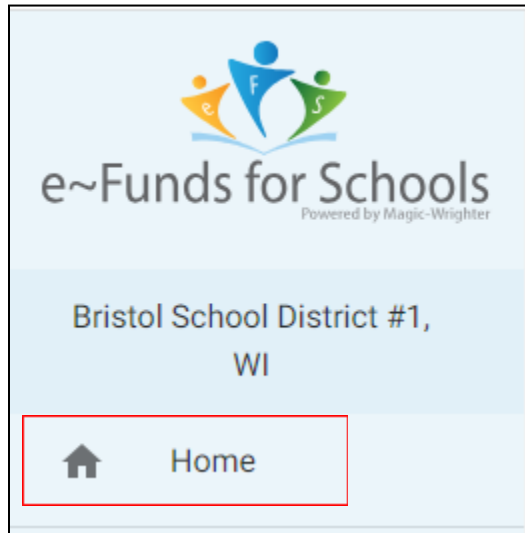 e F S
e~Funds for Schools
Powered by Magic-Wrighter
Bristol School District #1,
WI
Home